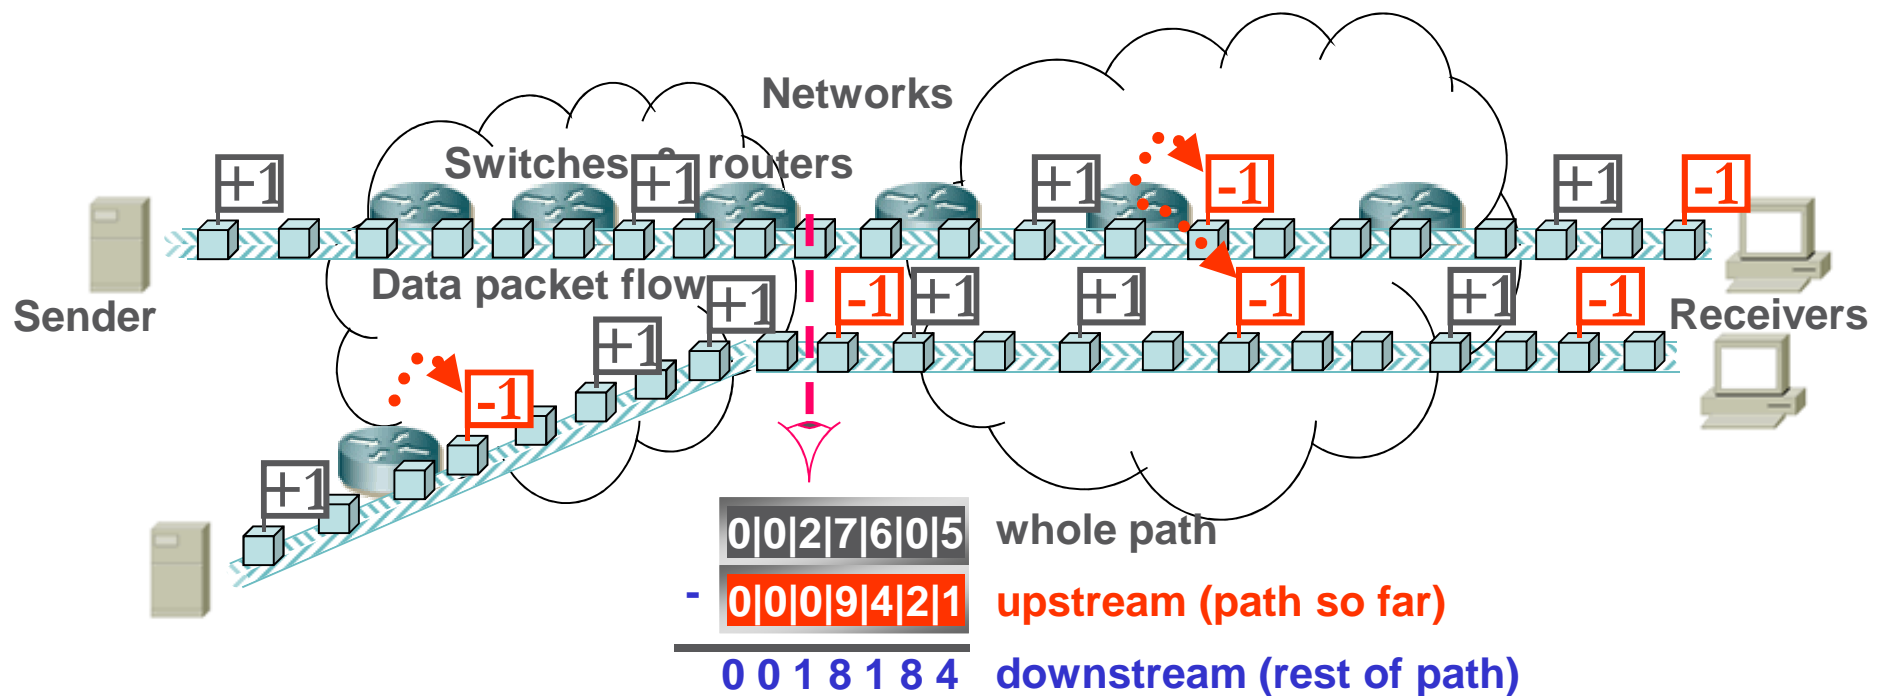 Networks
Switches & routers
+1 +1 +1 -1 +1 -1
Data packet flow
+1 -1 +1 +1 -1 +1 -1
Sender
Receivers
+1
-1
+1
0|0|2|7|6|0|5 whole path
- 0|0|0|9|4|2|1 upstream (path so far)
0 0 1 8 1 8 4 downstream (rest of path)